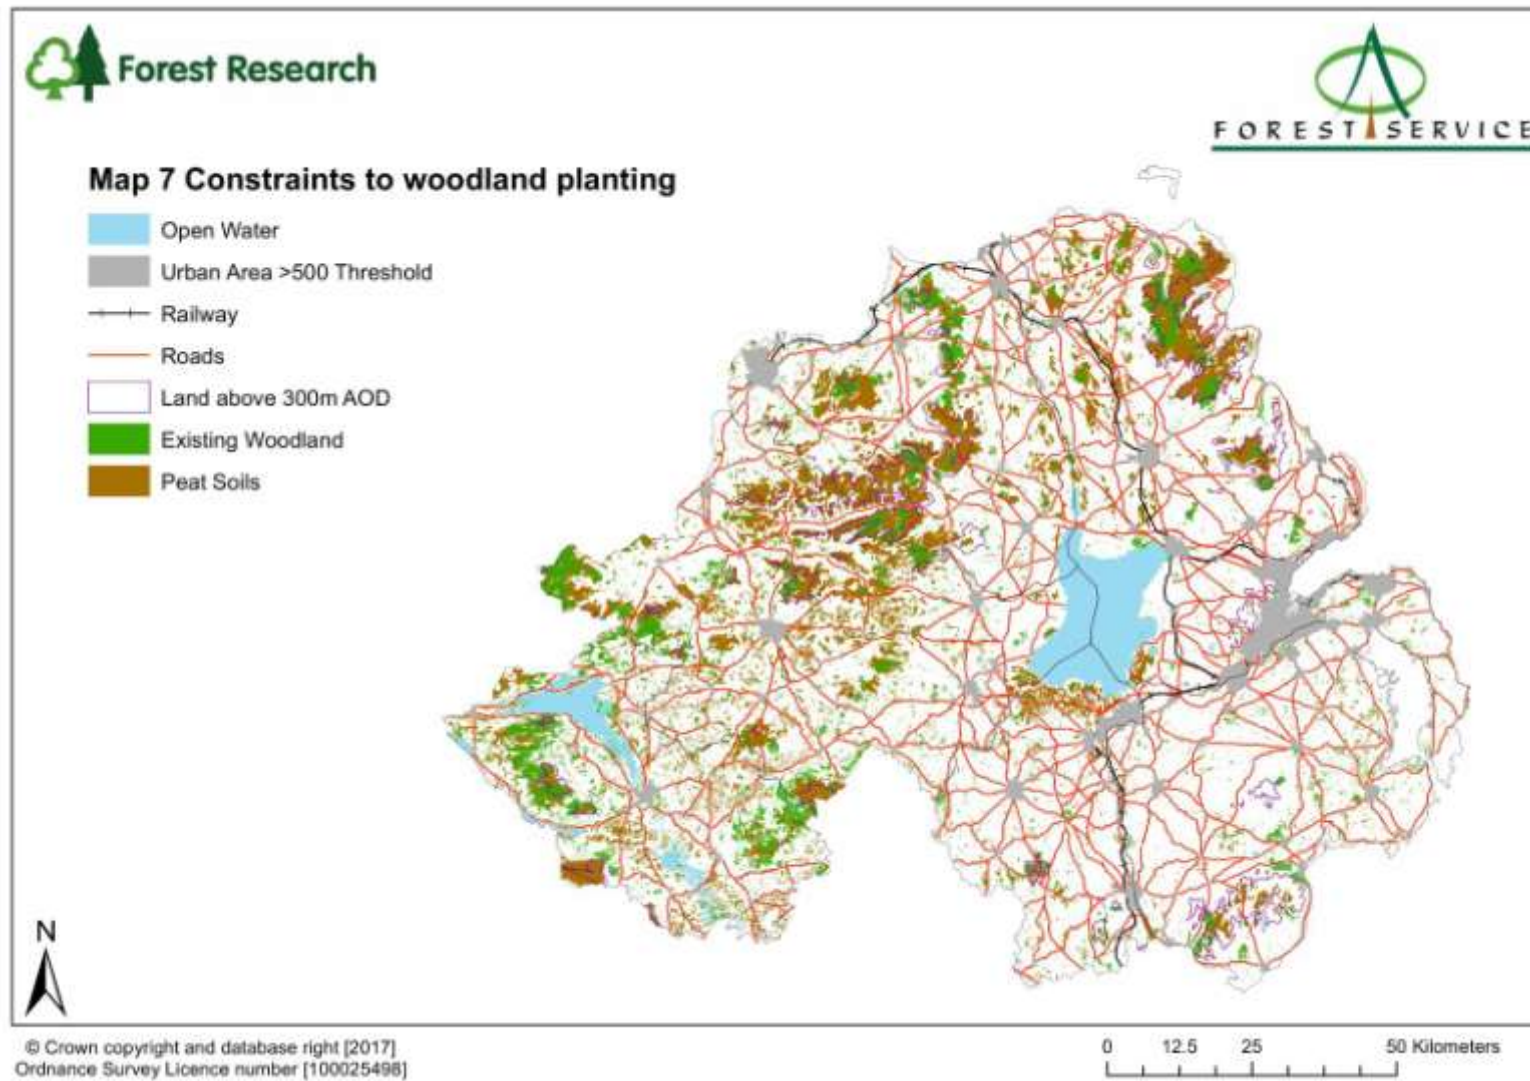 Forest Research
FOREST SERVICE
Map 7 Constraints to woodland planting
Open Water
Urban Area >500 Threshold
Railway
Roads
Land above 300m AOD
Existing Woodland
Peat Soils
N
© Crown copyright and database right [2017]
Ordnance Survey Licence number [100025498]
0 12.5 25 50 Kilometers